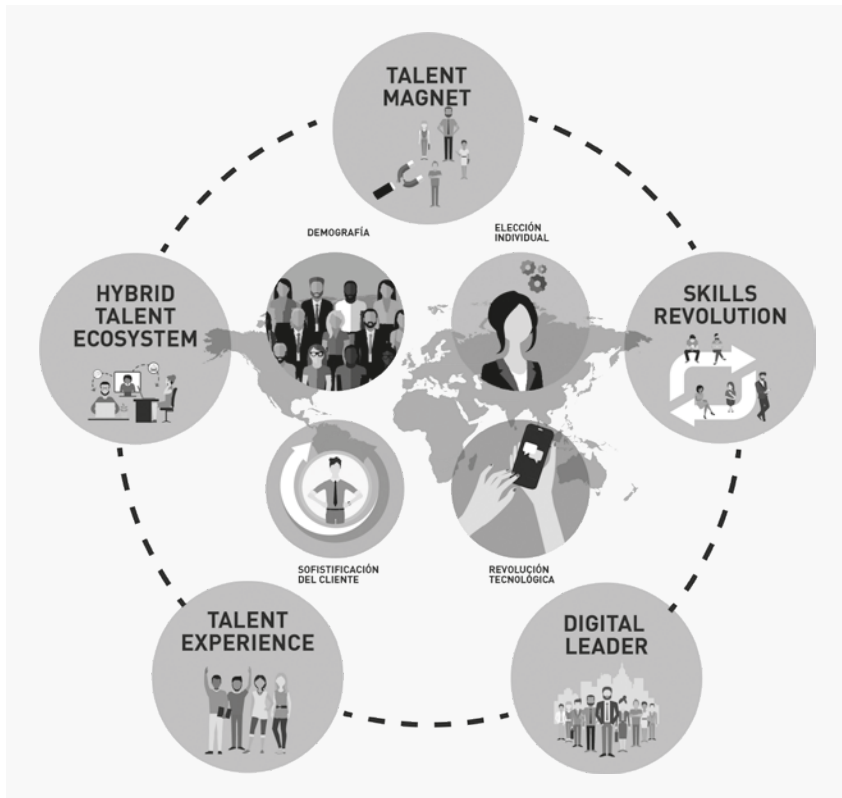 TALENT
MAGNET
DEMOGRAFÍA
ELECCIÓN
INDIVIDUAL
HYBRID
TALENT
ECOSYSTEM
SKILLS
REVOLUTION
SOFISTIFICACIÓN
DEL CLIENTE
REVOLUCIÓN
TECNOLÓGICA
TALENT
EXPERIENCE
DIGITAL
LEADER